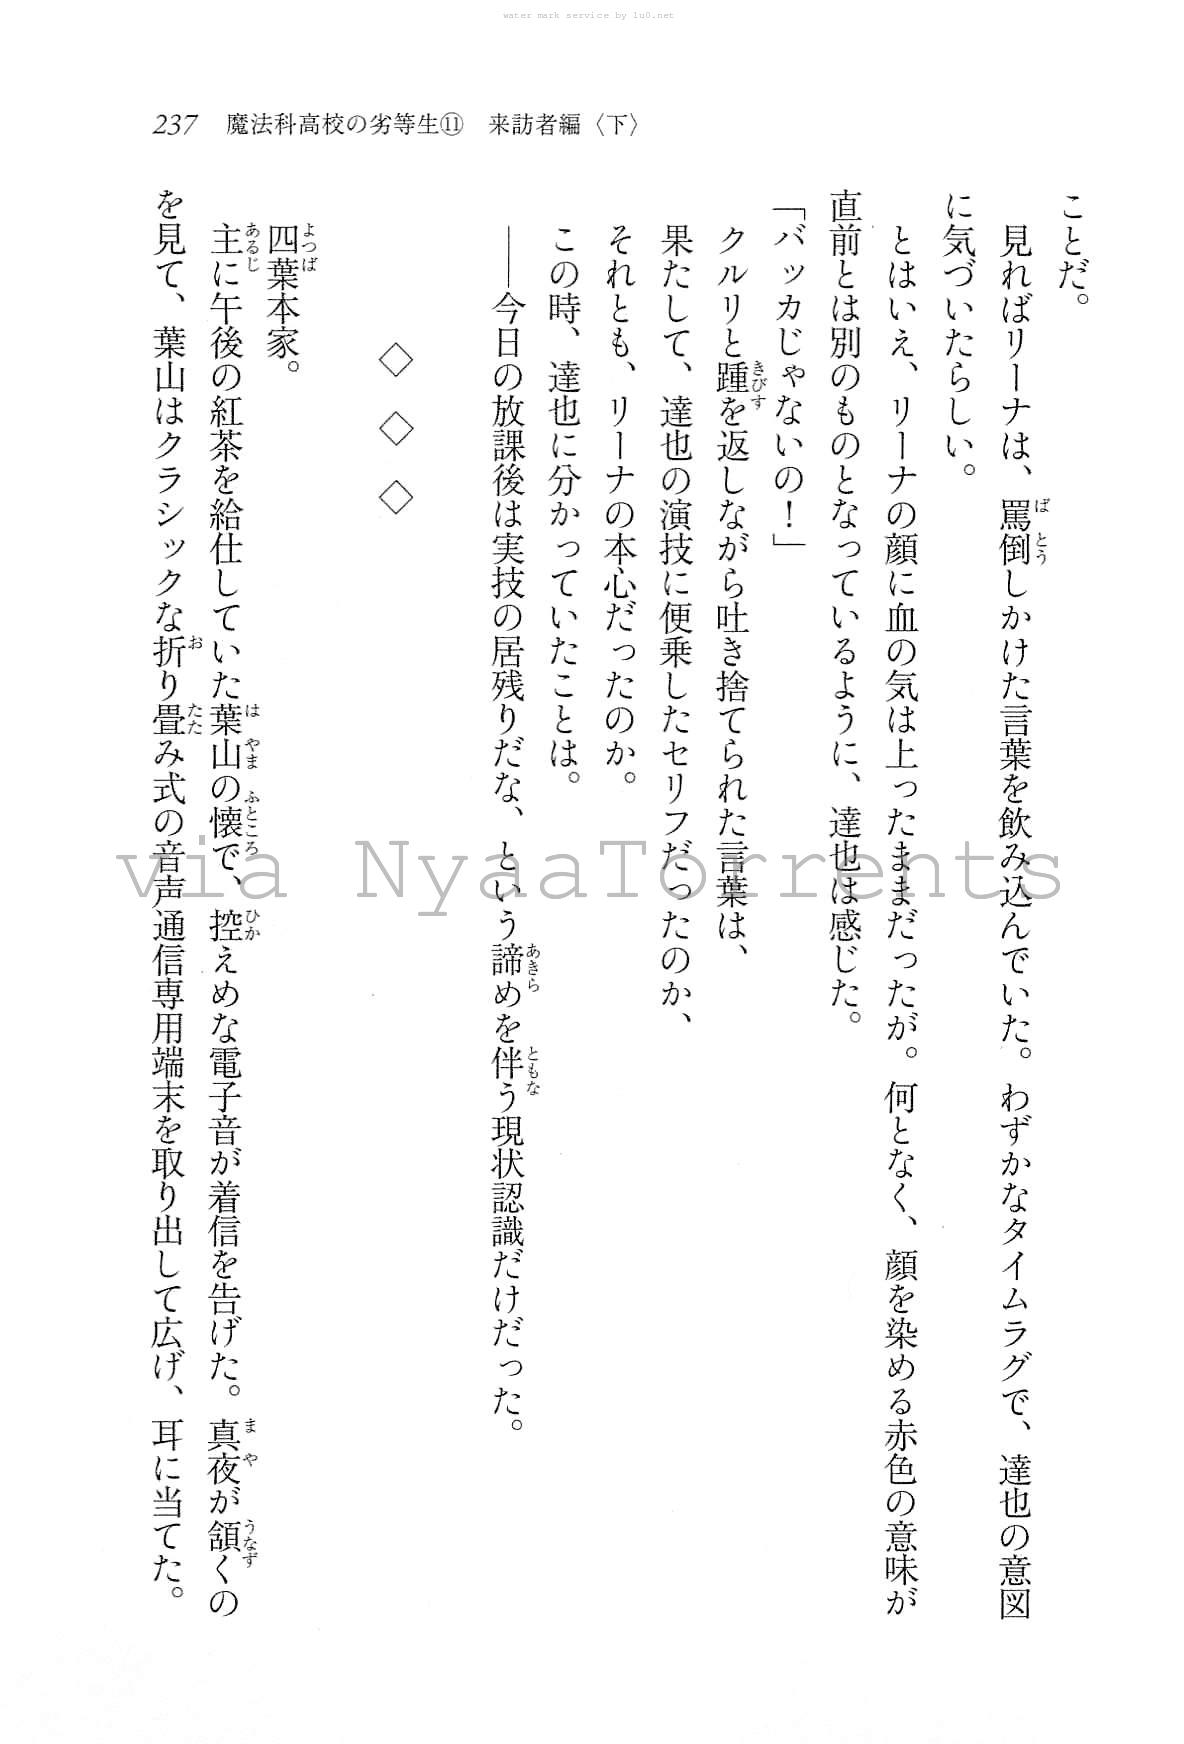 water mark service by lu0.net
237 魔法科高校の劣等生⑪ 来訪者編〈下〉
ことだ。
見ればリーナは、罵倒しかけた言葉を飲み込んでいた。わずかなタイムラグで、達也の意図
に気づいたらしい。
とはいえ、リーナの顔に血の気は上ったままだったが。何となく、顔を染める赤色の意味が
直前とは別のものとなっているように、達也は感じた。
「バッカじゃないの！」
クルリと踵を返しながら吐き捨てられた言葉は、
果たして、達也の演技に便乗したセリフだったのか、
それとも、リーナの本心だったのか。
この時、達也に分かっていたことは。
――今日の放課後は実技の居残りだな、という諦めを伴う現状認識だけだった。
◇ ◇ ◇
四葉本家。
主に午後の紅茶を給仕していた葉山の懐で、控えめな電子音が着信を告げた。真夜が頷くの
を見て、葉山はクラシックな折り畳み式の音声通信専用端末を取り出して広げ、耳に当てた。
via NyaaTorrents